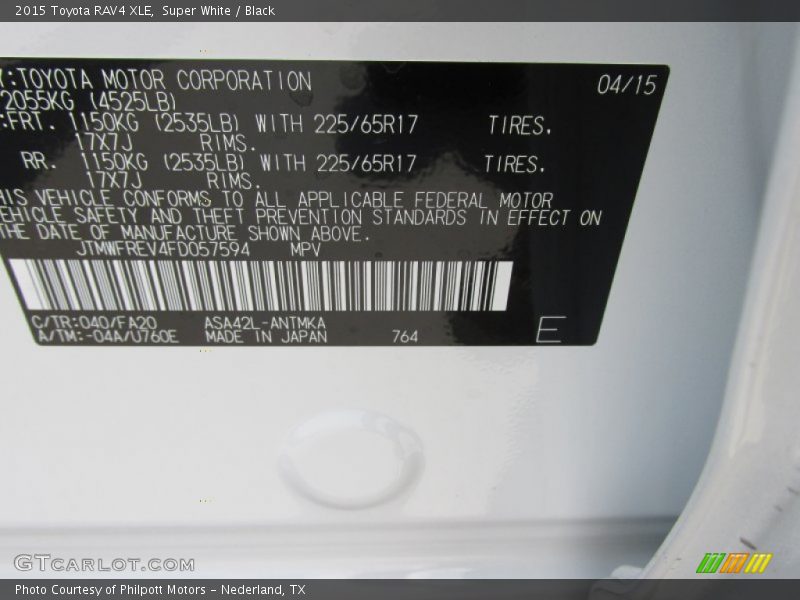 2015 Toyota RAV4 XLE, Super White / Black
Y:TOYOTA MOTOR CORPORATION 04/15
2055KG (4525LB)
:FRT. 1150KG (2535LB) WITH 225/65R17 TIRES.
17X7J RIMS.
RR. 1150KG (2535LB) WITH 225/65R17 TIRES.
17X7J RIMS.
HIS VEHICLE CONFORMS TO ALL APPLICABLE FEDERAL MOTOR
EHICLE SAFETY AND THEFT PREVENTION STANDARDS IN EFFECT ON
THE DATE OF MANUFACTURE SHOWN ABOVE.
JTMWFREV4FD057594 MPV
C/TR:040/FA20 ASA42L-ANTMKA
A/TM:-04A/U760E MADE IN JAPAN 764 E
GTCARLOT.COM
Photo Courtesy of Philpott Motors - Nederland, TX